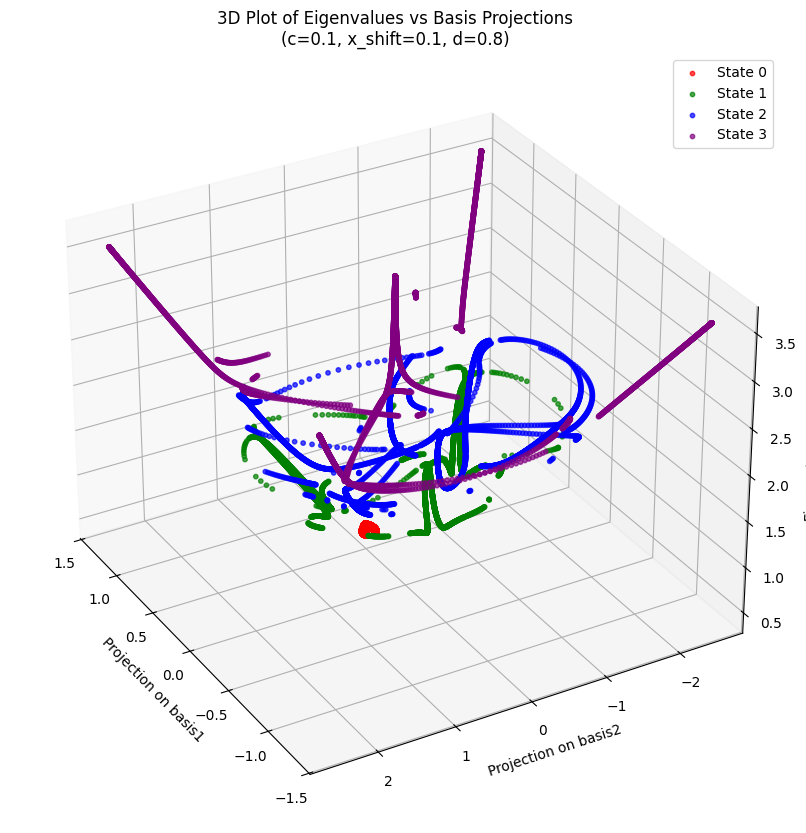 3D Plot of Eigenvalues vs Basis Projections
(c=0.1, x_shift=0.1, d=0.8)
State 0
State 1
State 2
State 3
3.5
3.0
2.5
2.0
1.5
1.0
0.5
1.5
1.0
0.5
0.0
−0.5
−1.0
−1.5
Projection on basis1
2
1
0
−1
−2
Projection on basis2